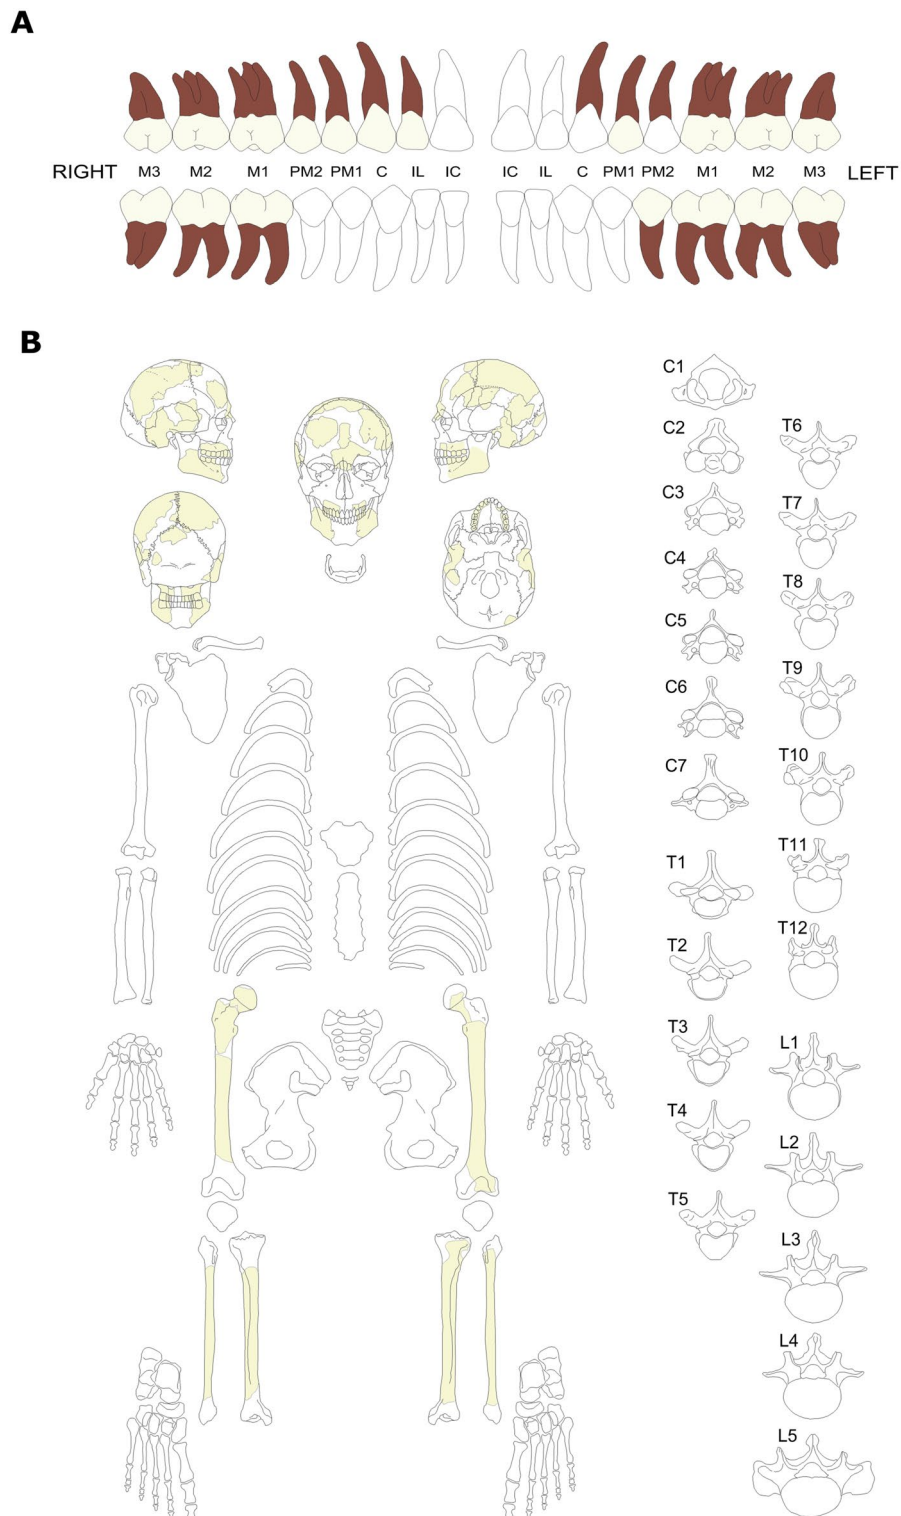 A
RIGHT M3 M2 M1 PM2 PM1 C IL IC IC IL C PM1 PM2 M1 M2 M3 LEFT
B
C1
C2
C3
C4
C5
C6
C7
T1
T2
T3
T4
T5
T6
T7
T8
T9
T10
T11
T12
L1
L2
L3
L4
L5